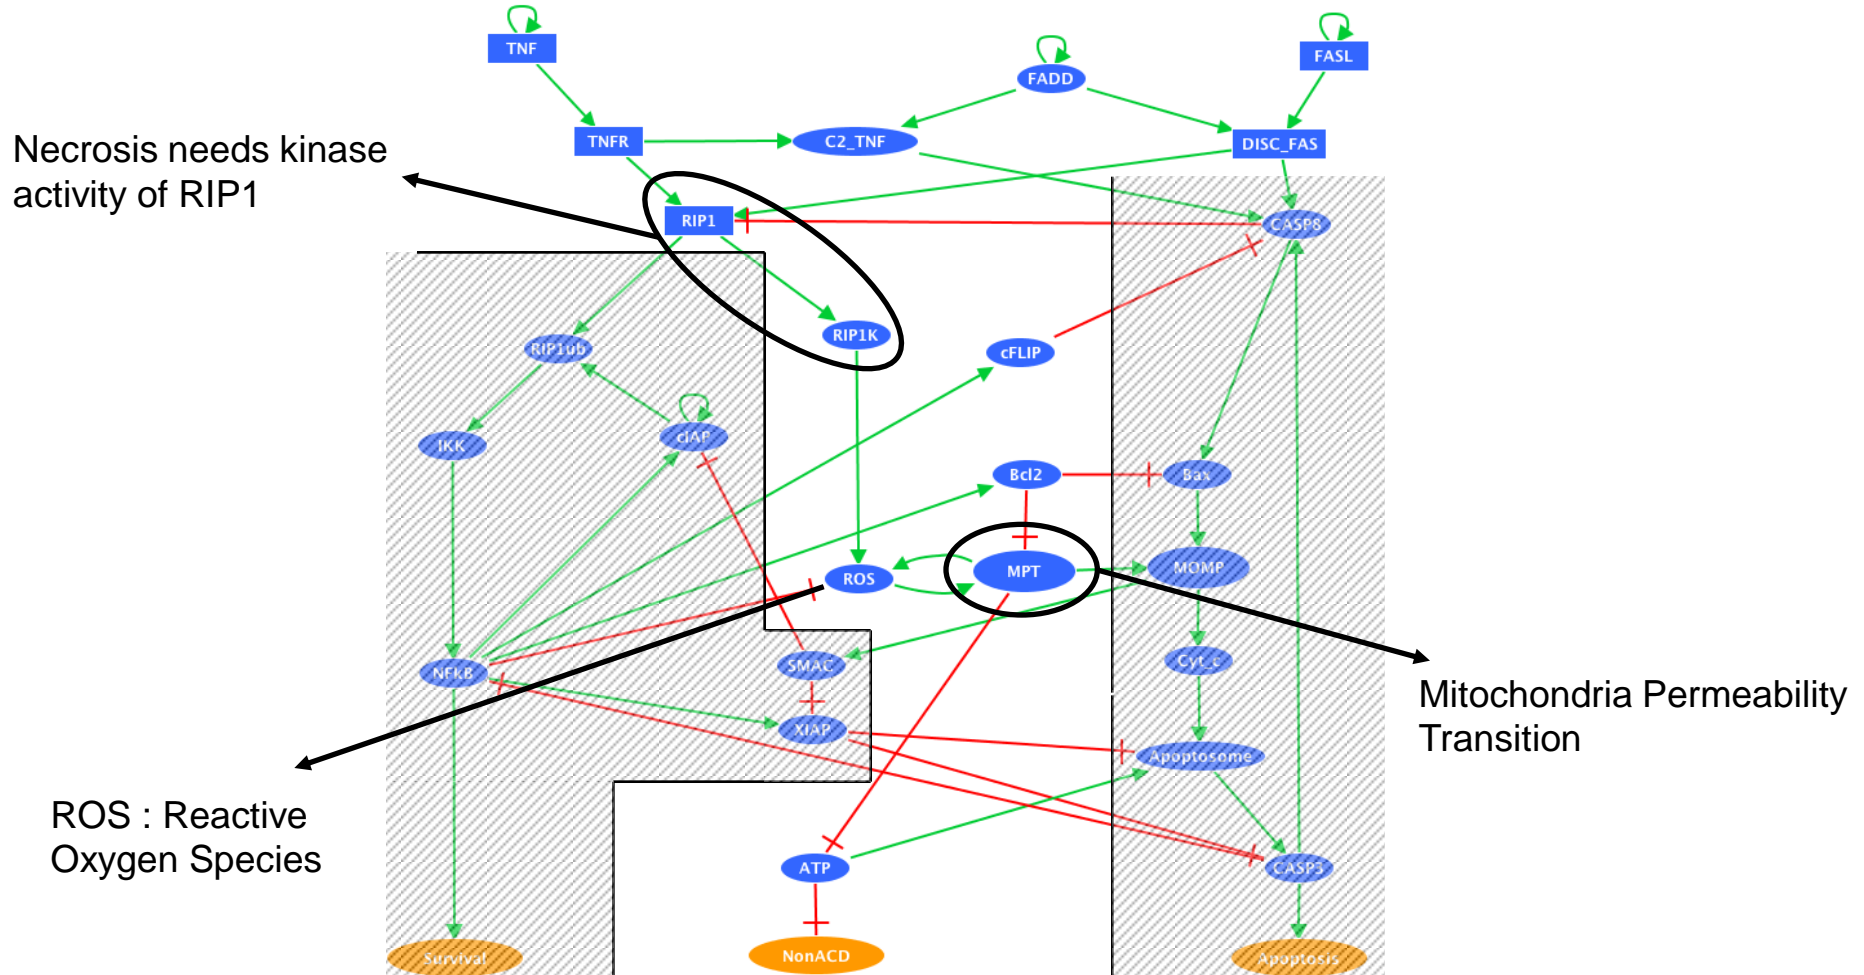 TNF
FADD
FASL
TNFR
C2_TNF
DISC_FAS
Necrosis needs kinase
activity of RIP1
RIP1
CASP8
RIP1K
RIP1ub
cFLIP
cIAP
IKK
Bcl2
Bax
ROS
MPT
MOMP
SMAC
Cyt_c
NFkB
Mitochondria Permeability
Transition
XIAP
Apoptosome
ROS : Reactive
Oxygen Species
ATP
CASP3
Survival
NonACD
Apoptosis